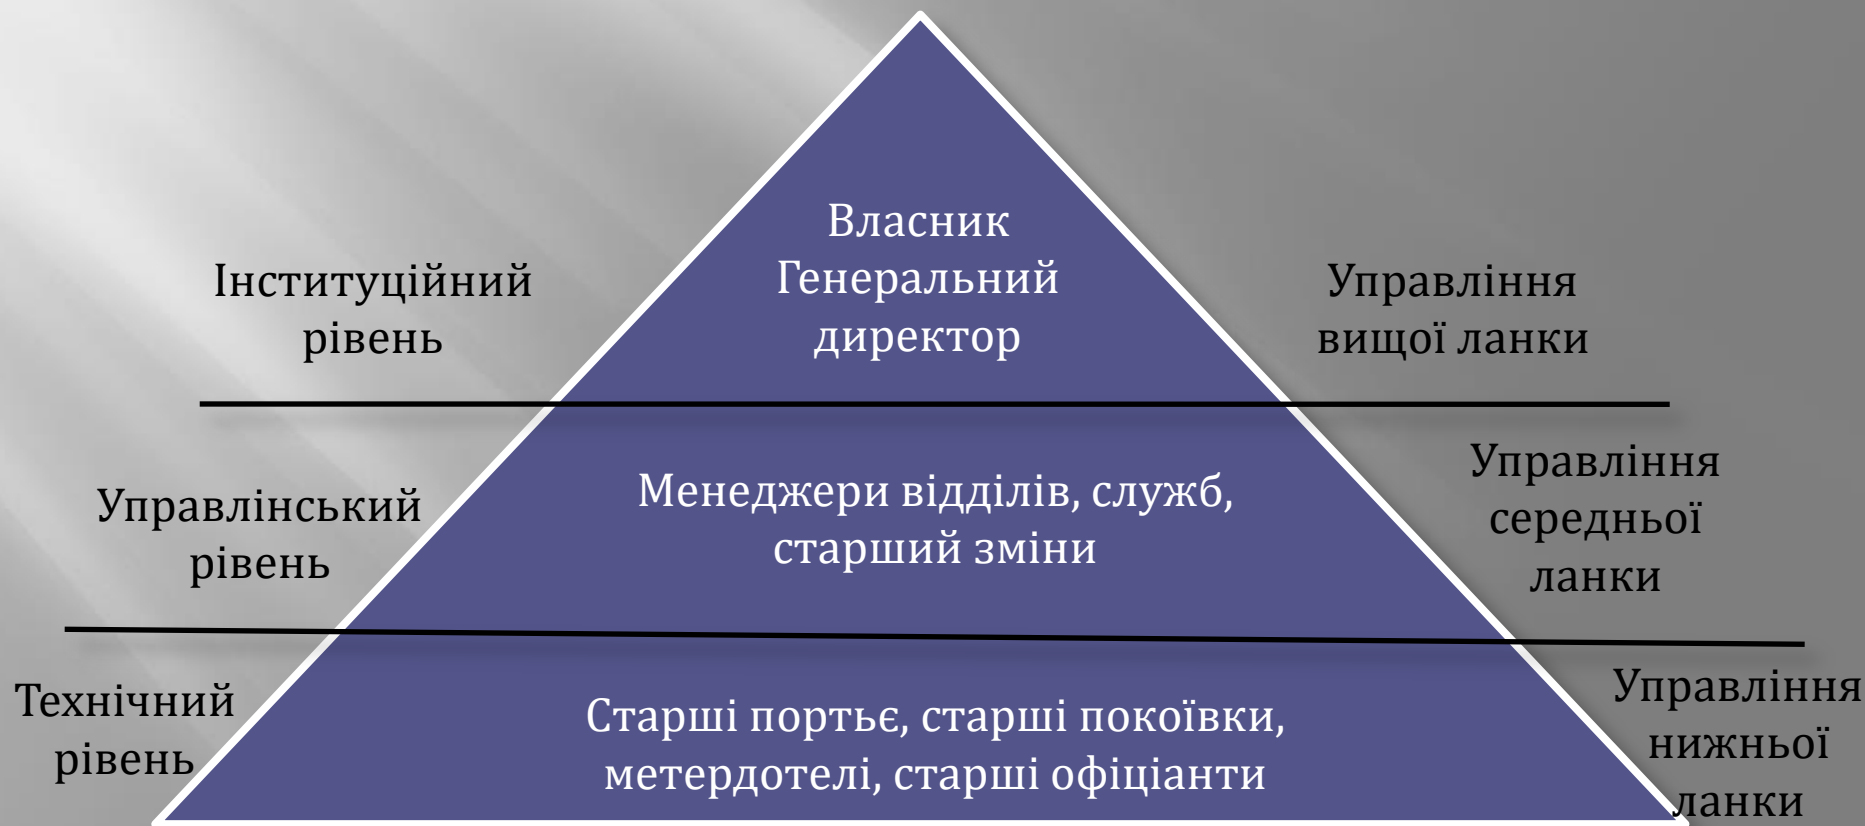 Власник
Генеральний
директор
Інституційний
рівень
Управління
вищої ланки
Менеджери відділів, служб,
старший зміни
Управлінський
рівень
Управління
середньої
ланки
Старші портьє, старші покоївки,
метердотелі, старші офіціанти
Технічний
рівень
Управління
нижньої
ланки